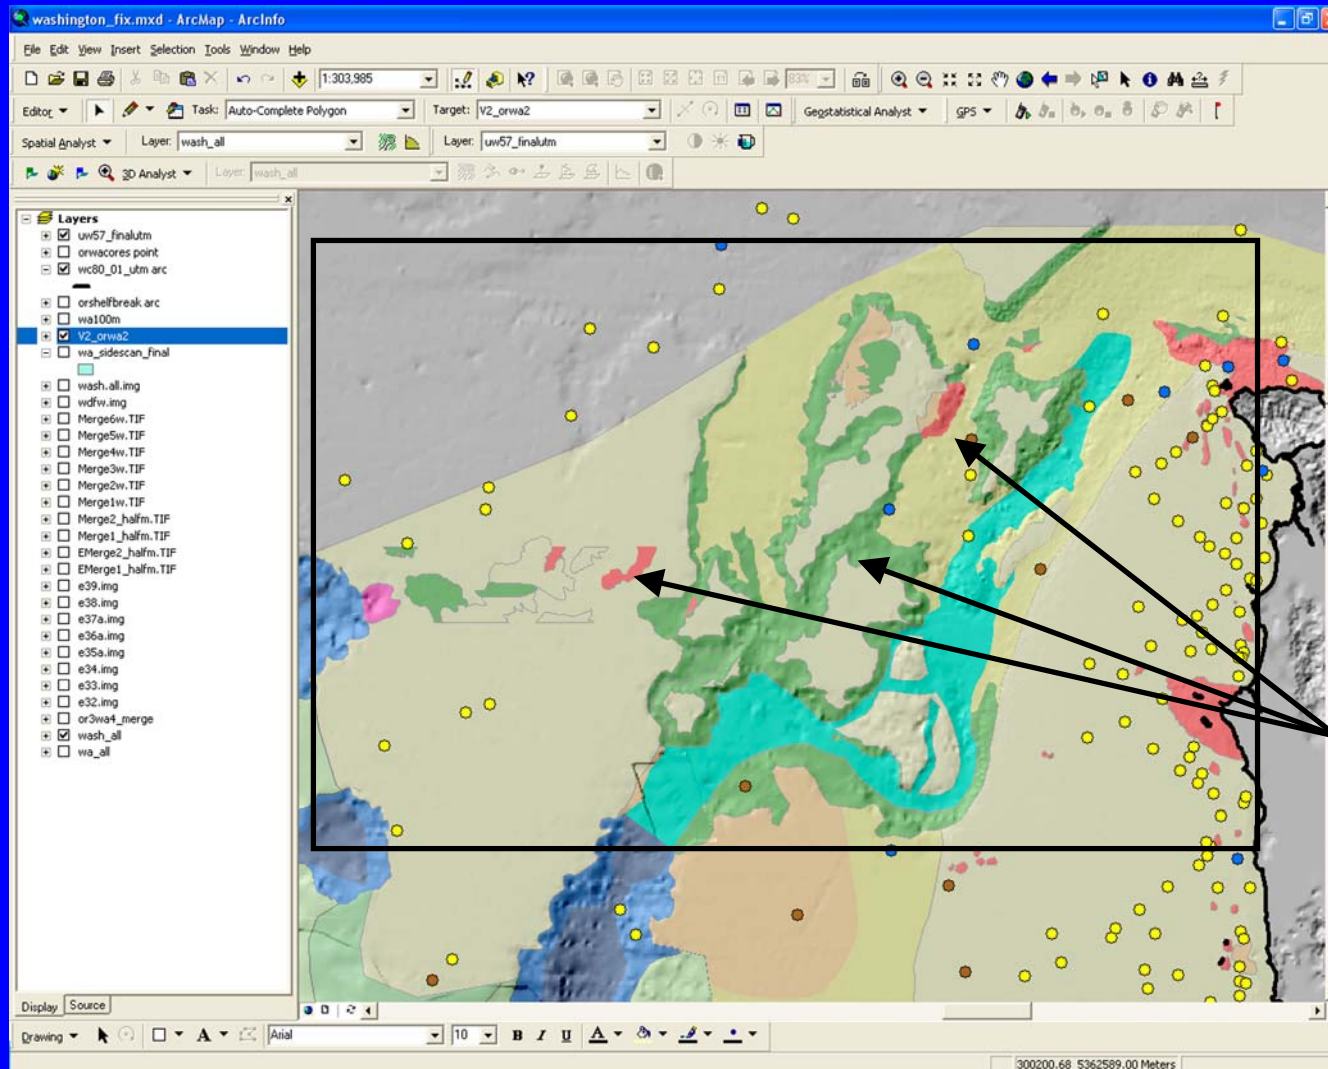 washington_fix.mxd - ArcMap - ArcInfo
File Edit View Insert Selection Tools Window Help
1:303,985
83%
Editor Task: Auto-Complete Polygon Target: V2_orwa2 Geostatistical Analyst GPS
Spatial Analyst Layer: wash_all Layer: uw57_finalutm
3D Analyst Layer: wash_all
Layers
uw57_finalutm
orwacores point
wc80_01_utm arc
orshelfbreak arc
wa100m
V2_orwa2
wa_sidescan_final
wash.all.img
wdfw.img
Merge6w.TIF
Merge5w.TIF
Merge4w.TIF
Merge3w.TIF
Merge2w.TIF
Merge1w.TIF
Merge2_halfm.TIF
Merge1_halfm.TIF
EMerge2_halfm.TIF
EMerge1_halfm.TIF
e39.img
e38.img
e37a.img
e36a.img
e35a.img
e34.img
e33.img
e32.img
or3wa4_merge
wash_all
wa_all
Display Source
Drawing A Arial 10 B I U A
300200.68 5362589.00 Meters